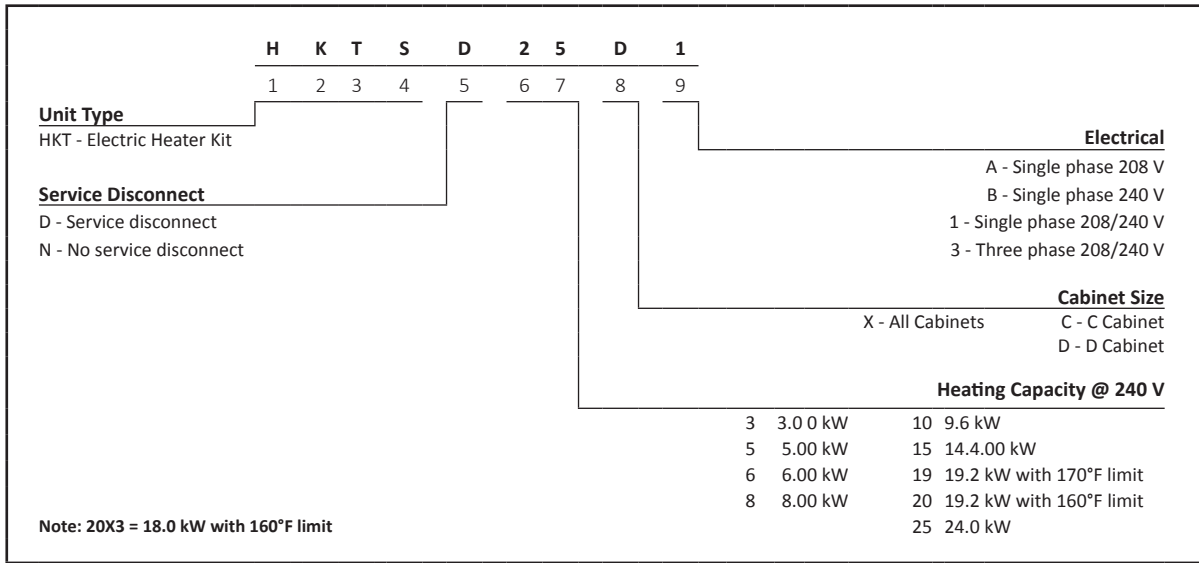 H K T S D 2 5 D 1
1 2 3 4 5 6 7 8 9
Unit Type
HKT - Electric Heater Kit
Service Disconnect
D - Service disconnect
N - No service disconnect
Electrical
A - Single phase 208 V
B - Single phase 240 V
1 - Single phase 208/240 V
3 - Three phase 208/240 V
Cabinet Size
X - All Cabinets C - C Cabinet
D - D Cabinet
Heating Capacity @ 240 V
3 3.0 0 kW 10 9.6 kW
5 5.00 kW 15 14.4.00 kW
6 6.00 kW 19 19.2 kW with 170°F limit
8 8.00 kW 20 19.2 kW with 160°F limit
25 24.0 kW
Note: 20X3 = 18.0 kW with 160°F limit